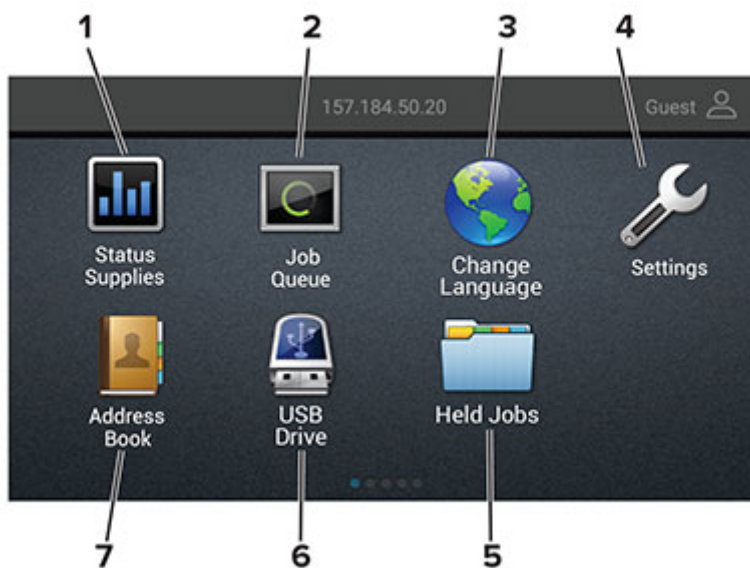 1 2 3 4
157.184.50.20 Guest
Status
Supplies
Job
Queue
Change
Language
Settings
Address
Book
USB
Drive
Held Jobs
7 6 5